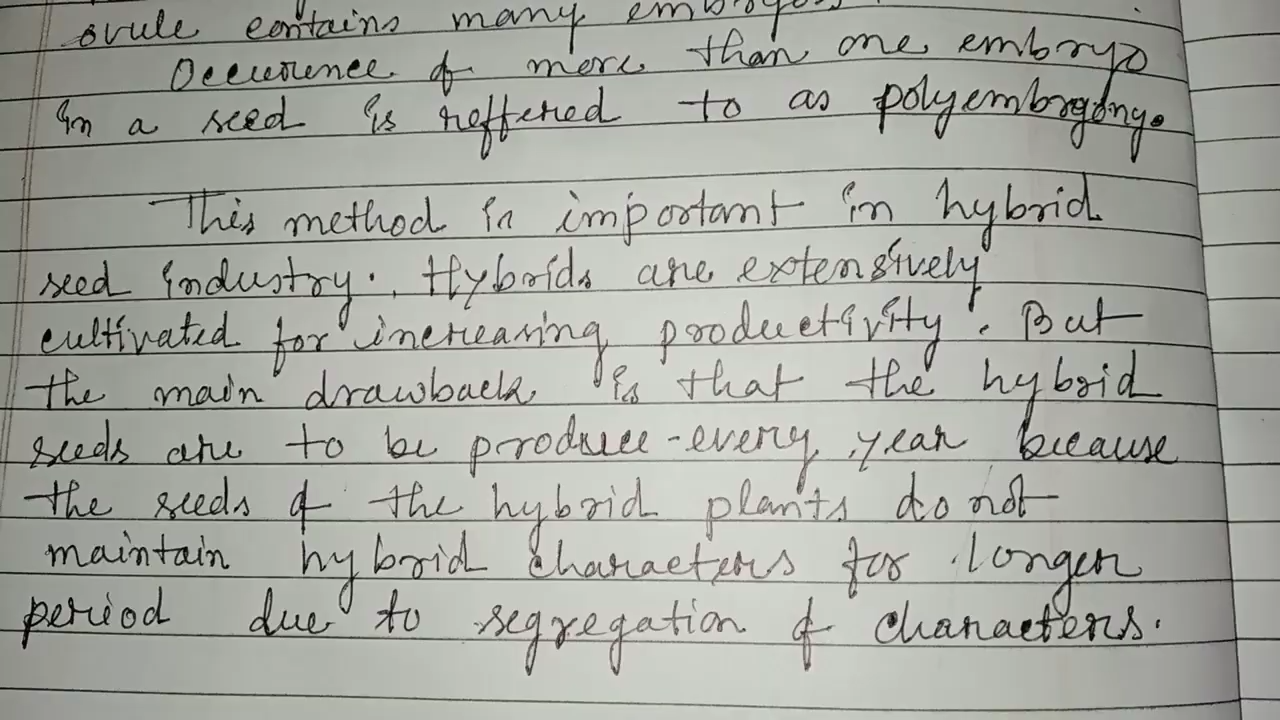 ovule contains many embryos.
Occurence of more than one embryo
in a seed is reffered to as polyembrgony.
This method is important in hybrid
seed industry. Hybrids are extensively
cultivated for increasing productivity. But
the main drawback is that the hybrid
seeds are to be produce every year because
the seeds of the hybrid plants do not
maintain hybrid characters for longer
period due to segregation of characters.